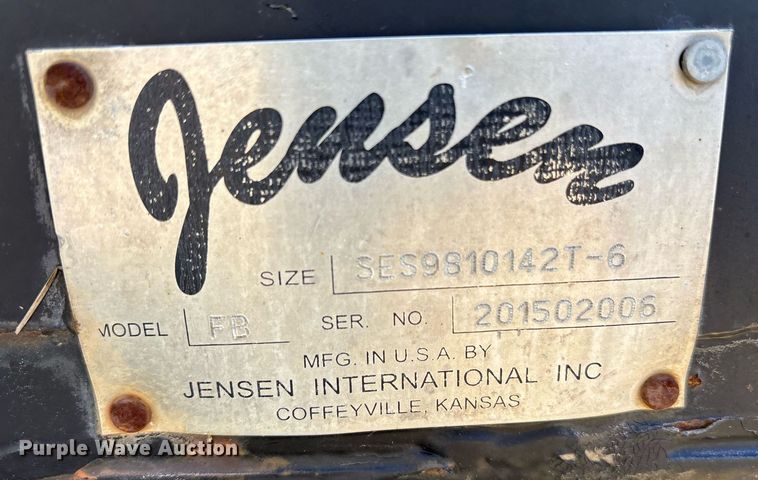 Jensen
SIZE SES9810142T-6
MODEL FB SER. NO. 201502006
MFG. IN U.S.A. BY
JENSEN INTERNATIONAL INC
COFFEYVILLE, KANSAS
Purple Wave Auction